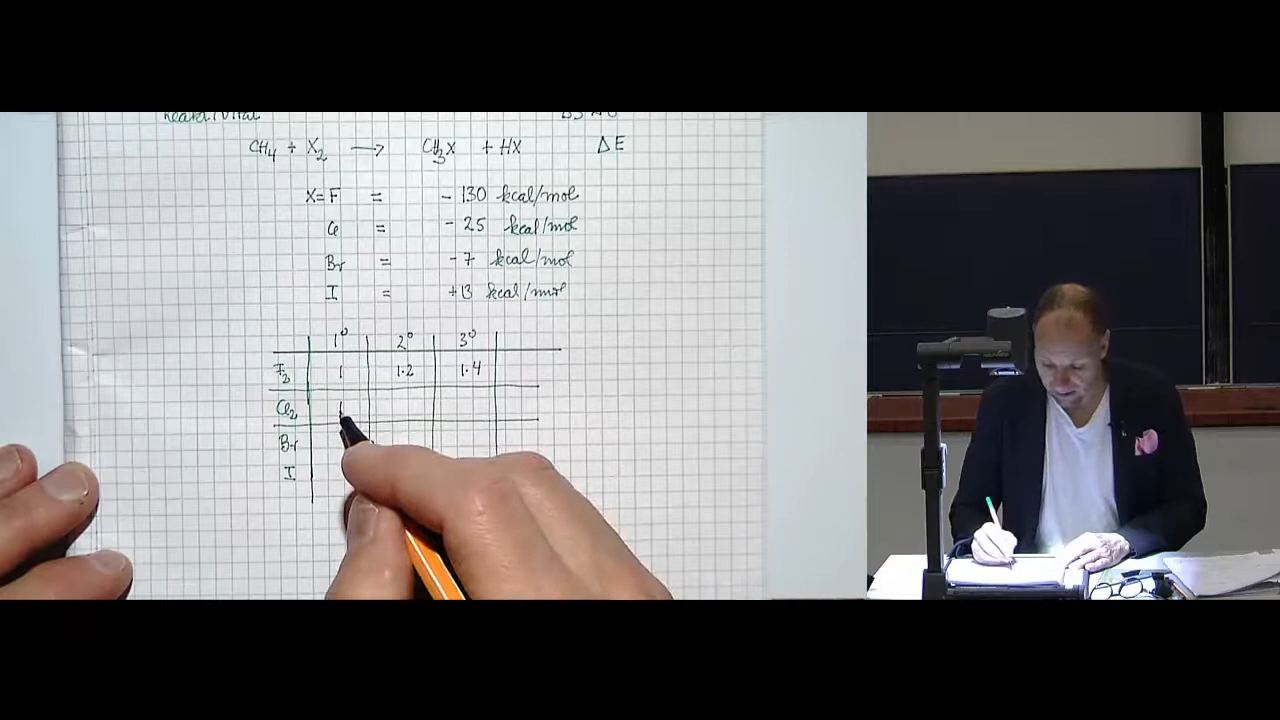 CH4 + X2 → CH3X + HX ΔE
X= F = - 130 kcal/mol
Cl = - 25 kcal/mol
Br = - 7 kcal/mol
I = +13 kcal/mol
1° 2° 3°
F2 1 1.2 1.4
Cl2 1
Br
I